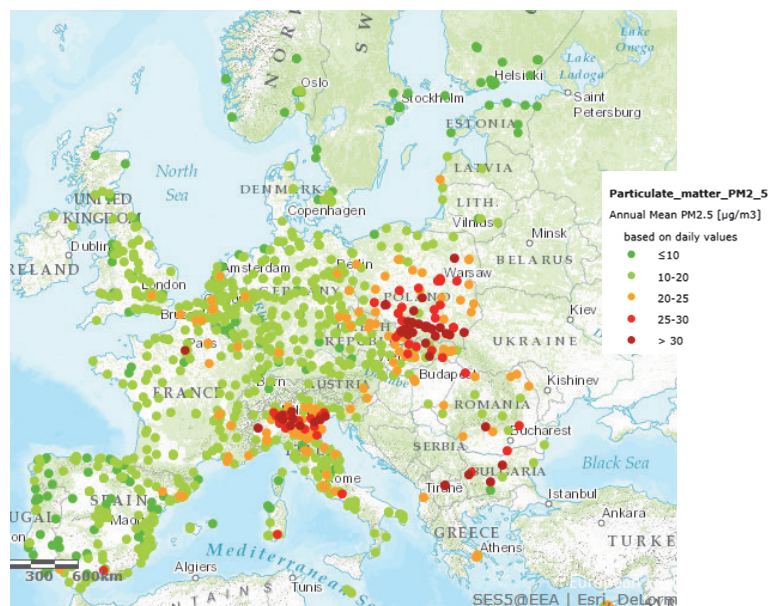 Lake
Onega
Lake
Ladoga
Oslo
Helsinki
Stockholm
Saint
Petersburg
ESTONIA
North
Sea
LATVIA
DENMARK
UNITED
KINGDOM
Copenhagen
LITH.
Vilnius
Minsk
BELARUS
Dublin
Amsterdam
Berlin
Warsaw
London
GERMANY
POLAND
Kiev
Paris
UKRAINE
Budapest
Kishinev
FRANCE
AUSTRIA
ROMANIA
Bucharest
SERBIA
BULGARIA
Black Sea
Rome
Tirane
Istanbul
SPAIN
Ankara
GREECE
Athens
TURKE
Mediterranean
Algiers
Tunis
300 600km
SES5@EEA | Esri, DeLorm
Particulate_matter_PM2_5
Annual Mean PM2.5 [µg/m3]
based on daily values
≤10
10-20
20-25
25-30
> 30